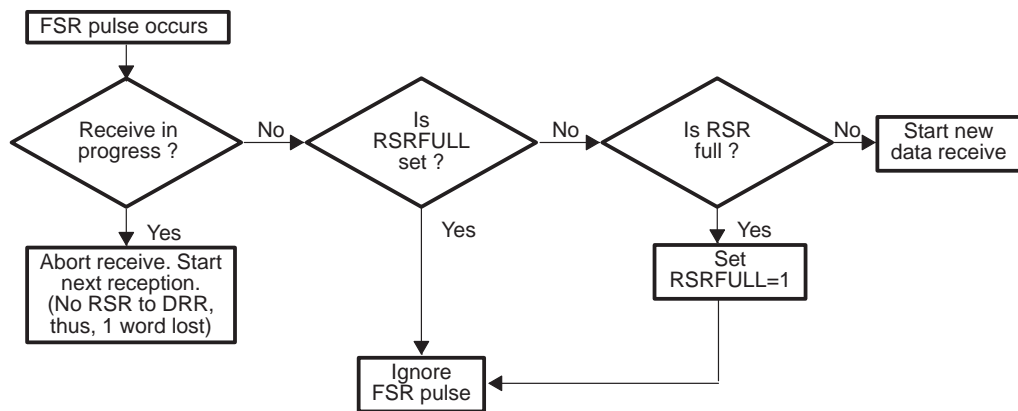 FSR pulse occurs
Receive in
progress ?
No
Is
RSRFULL
set ?
No
Is RSR
full ?
No
Start new
data receive
Yes
Abort receive. Start
next reception.
(No RSR to DRR,
thus, 1 word lost)
Yes
Yes
Set
RSRFULL=1
Ignore
FSR pulse